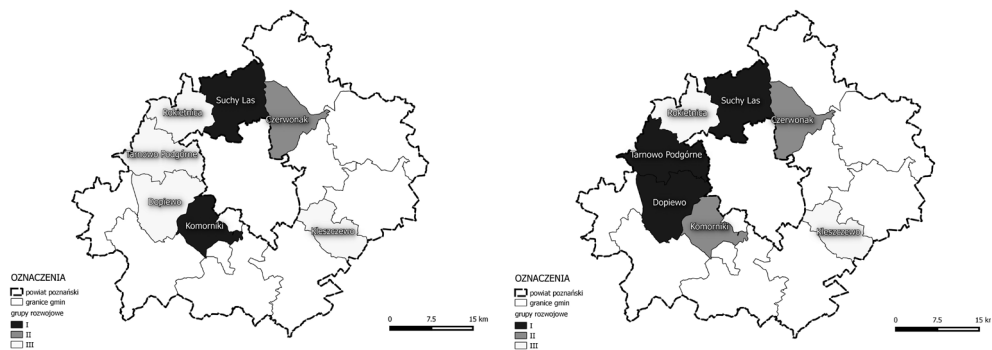 Suchy Las
Rokietnica
Czerwonak
Tarnowo Podgórne
Dopiewo
Komorniki
Kleszczewo
OZNACZENIA
powiat poznański
granice gmin
grupy rozwojowe
I
II
III
0 7.5 15 km
Suchy Las
Rokietnica
Czerwonak
Tarnowo Podgórne
Dopiewo
Komorniki
Kleszczewo
OZNACZENIA
powiat poznański
granice gmin
grupy rozwojowe
I
II
III
0 7.5 15 km